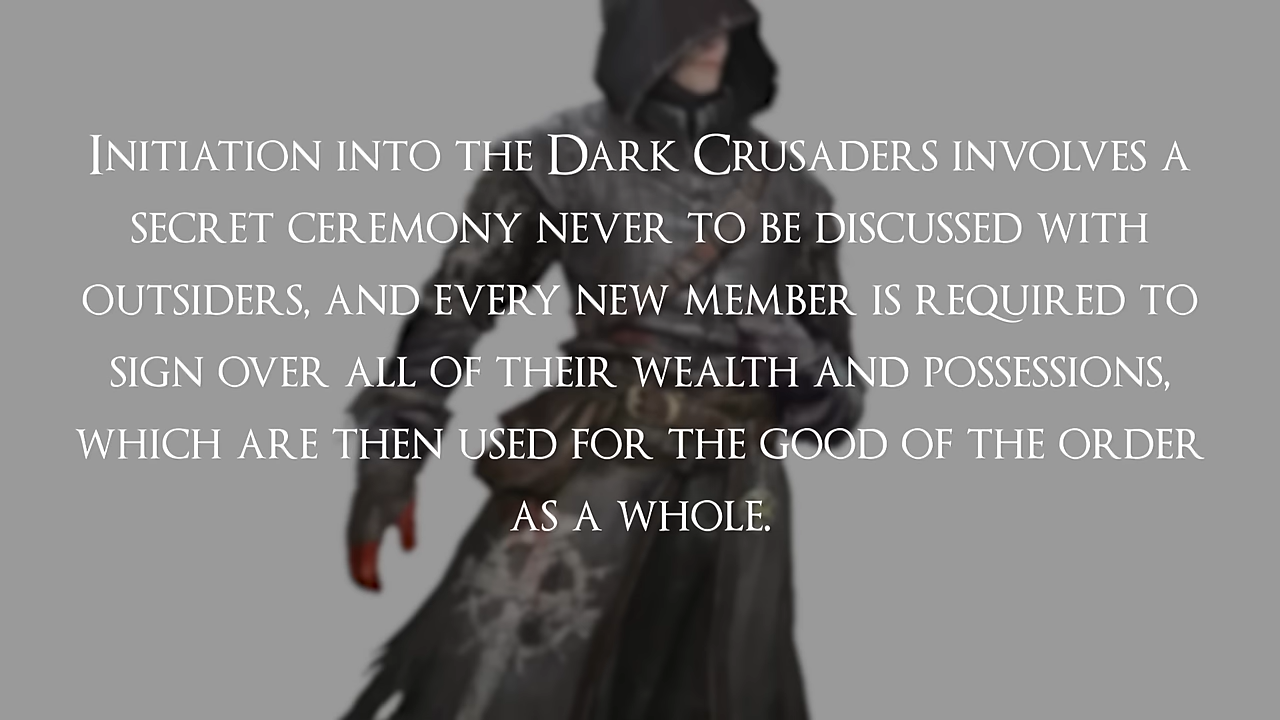 Initiation into the Dark Crusaders involves a
secret ceremony never to be discussed with
outsiders, and every new member is required to
sign over all of their wealth and possessions,
which are then used for the good of the order
as a whole.